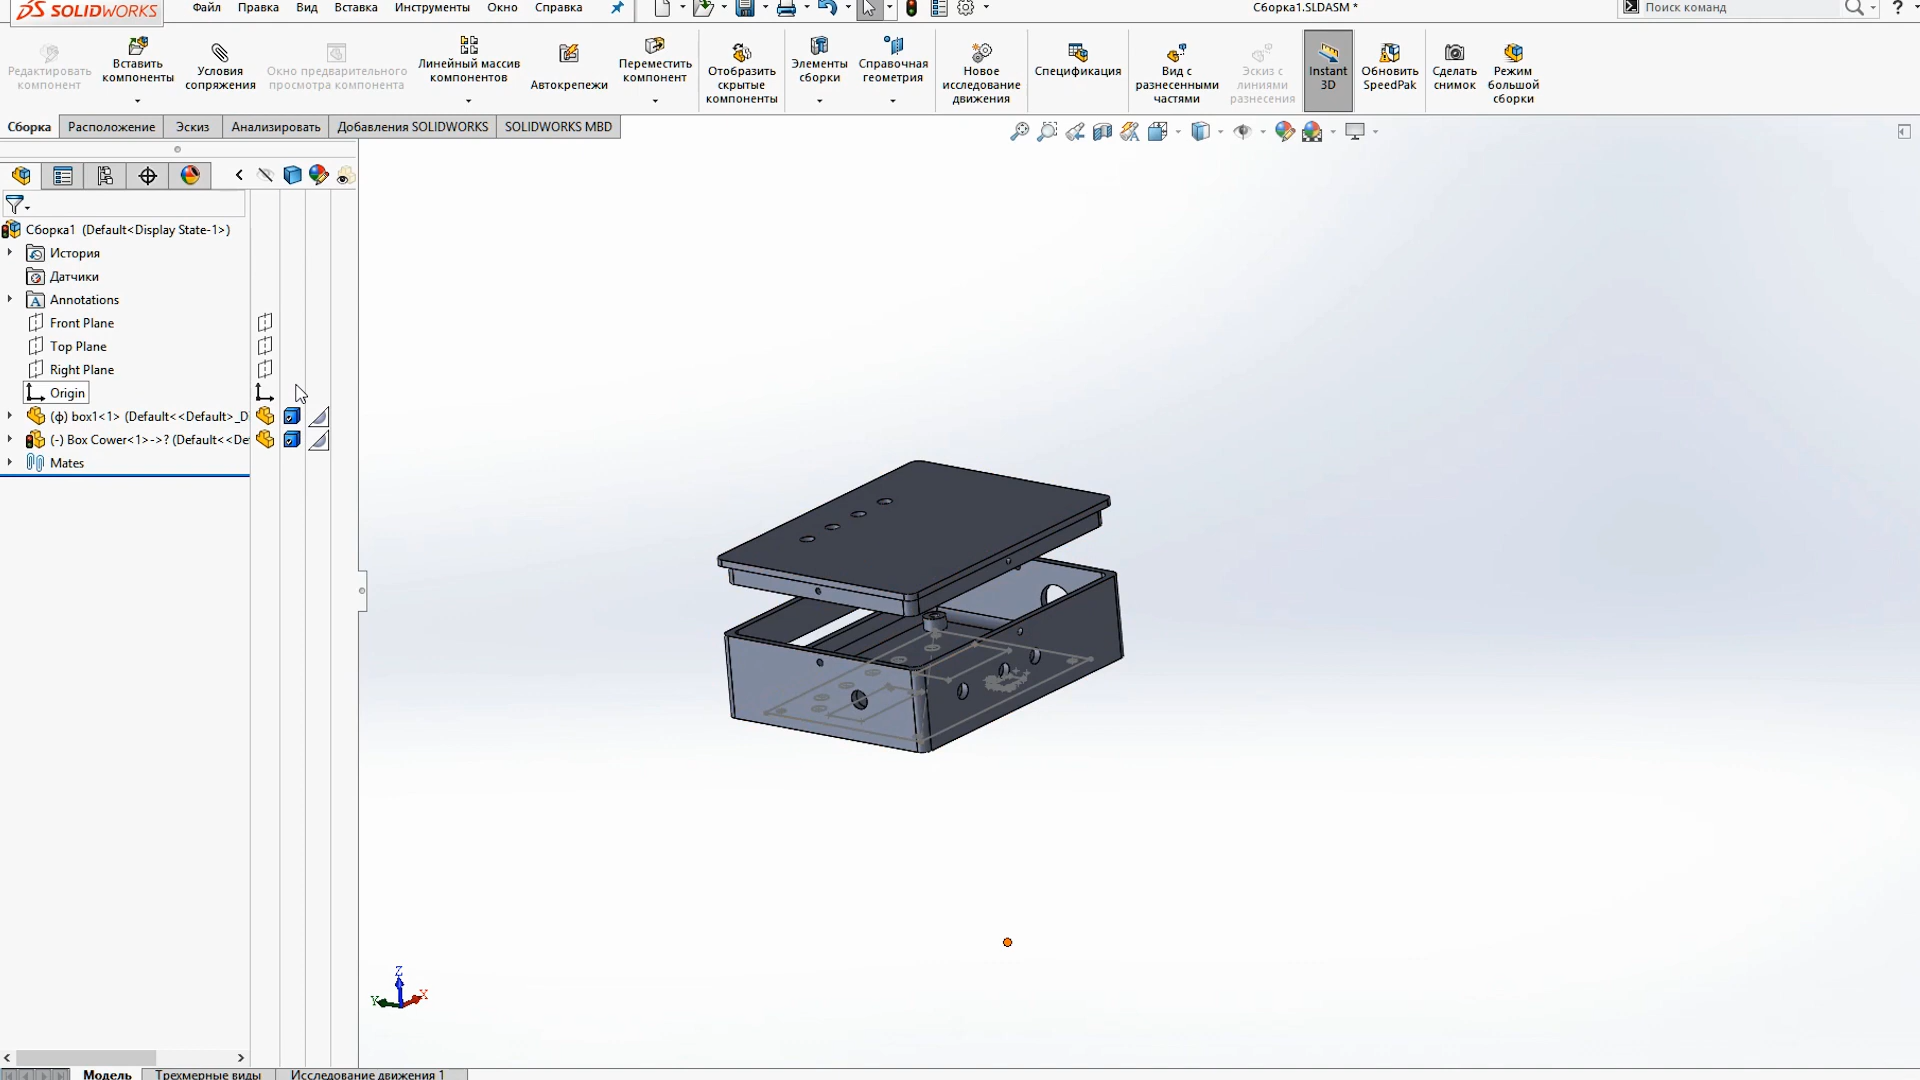 SOLIDWORKS
Файл Правка Вид Вставка Инструменты Окно Справка
Сборка1.SLDASM *
Поиск команд
?
Редактировать компонент
Вставить компоненты
Условия сопряжения
Окно предварительного просмотра компонента
Линейный массив компонентов
Автокрепежи
Переместить компонент
Отобразить скрытые компоненты
Элементы сборки
Справочная геометрия
Новое исследование движения
Спецификация
Вид с разнесенными частями
Эскиз с линиями разнесения
Instant 3D
Обновить SpeedPak
Сделать снимок
Режим большой сборки
Сборка Расположение Эскиз Анализировать Добавления SOLIDWORKS SOLIDWORKS MBD
Сборка1 (Default<Display State-1>)
История
Датчики
Annotations
Front Plane
Top Plane
Right Plane
Origin
(ф) box1<1> (Default<<Default>_D
(-) Box Cower<1>->? (Default<<De
Mates
Z
Y X
Модель Трехмерные виды Исследование движения 1